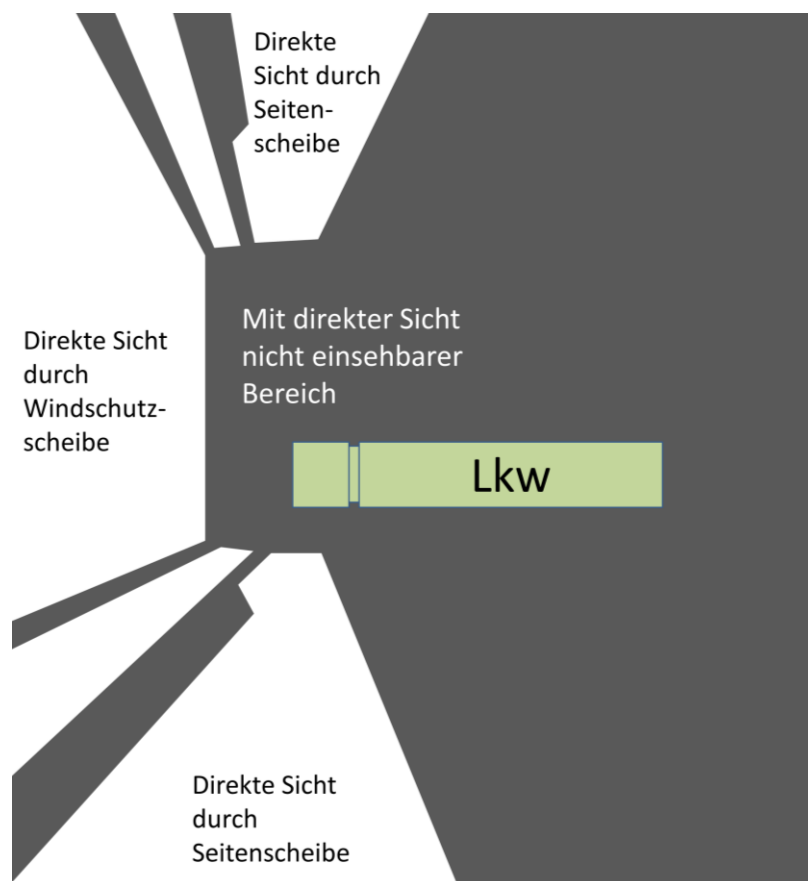 Direkte
Sicht durch
Seiten-
scheibe
Mit direkter Sicht
nicht einsehbarer
Bereich
Direkte Sicht
durch
Windschutz-
scheibe
Lkw
Direkte Sicht
durch
Seitenscheibe